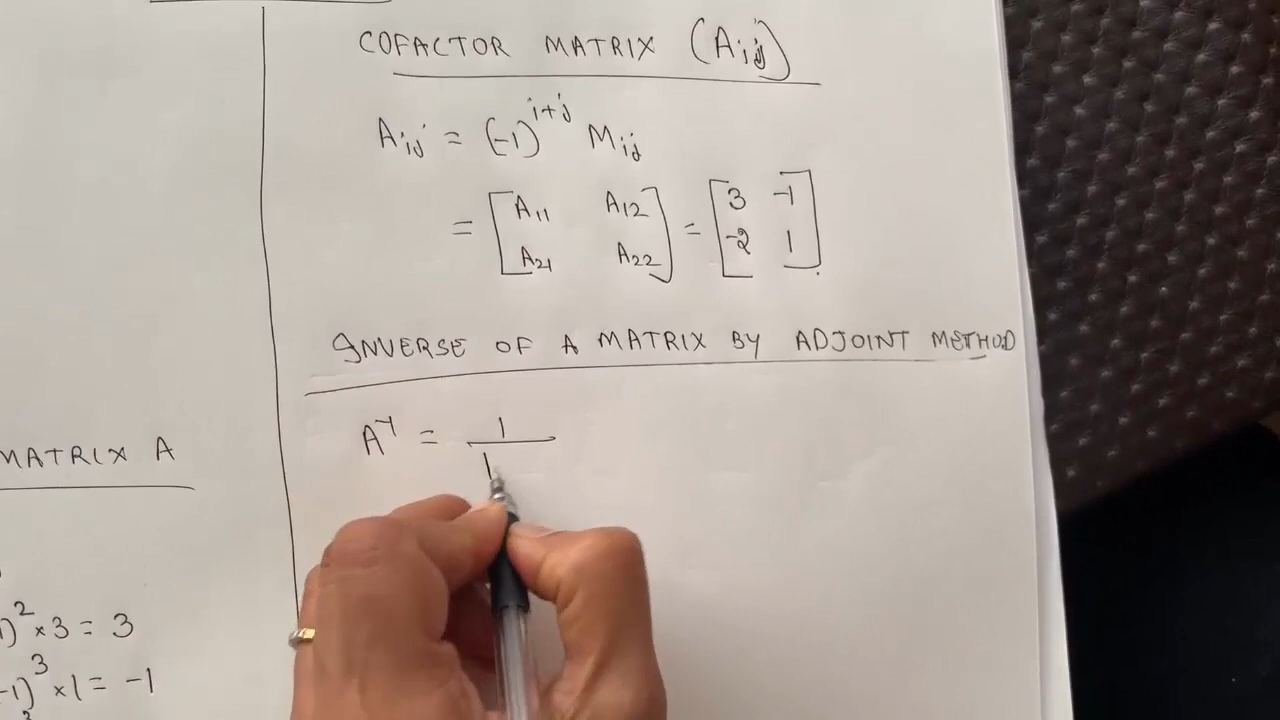 COFACTOR MATRIX (Aij)
Aij = (-1)^i+j Mij
= [A11 A12
A21 A22] = [3 -1
-2 1]
INVERSE OF A MATRIX BY ADJOINT METHOD
A^-1 = 1
MATRIX A
1)^2 × 3 = 3
-1)^3 × 1 = -1